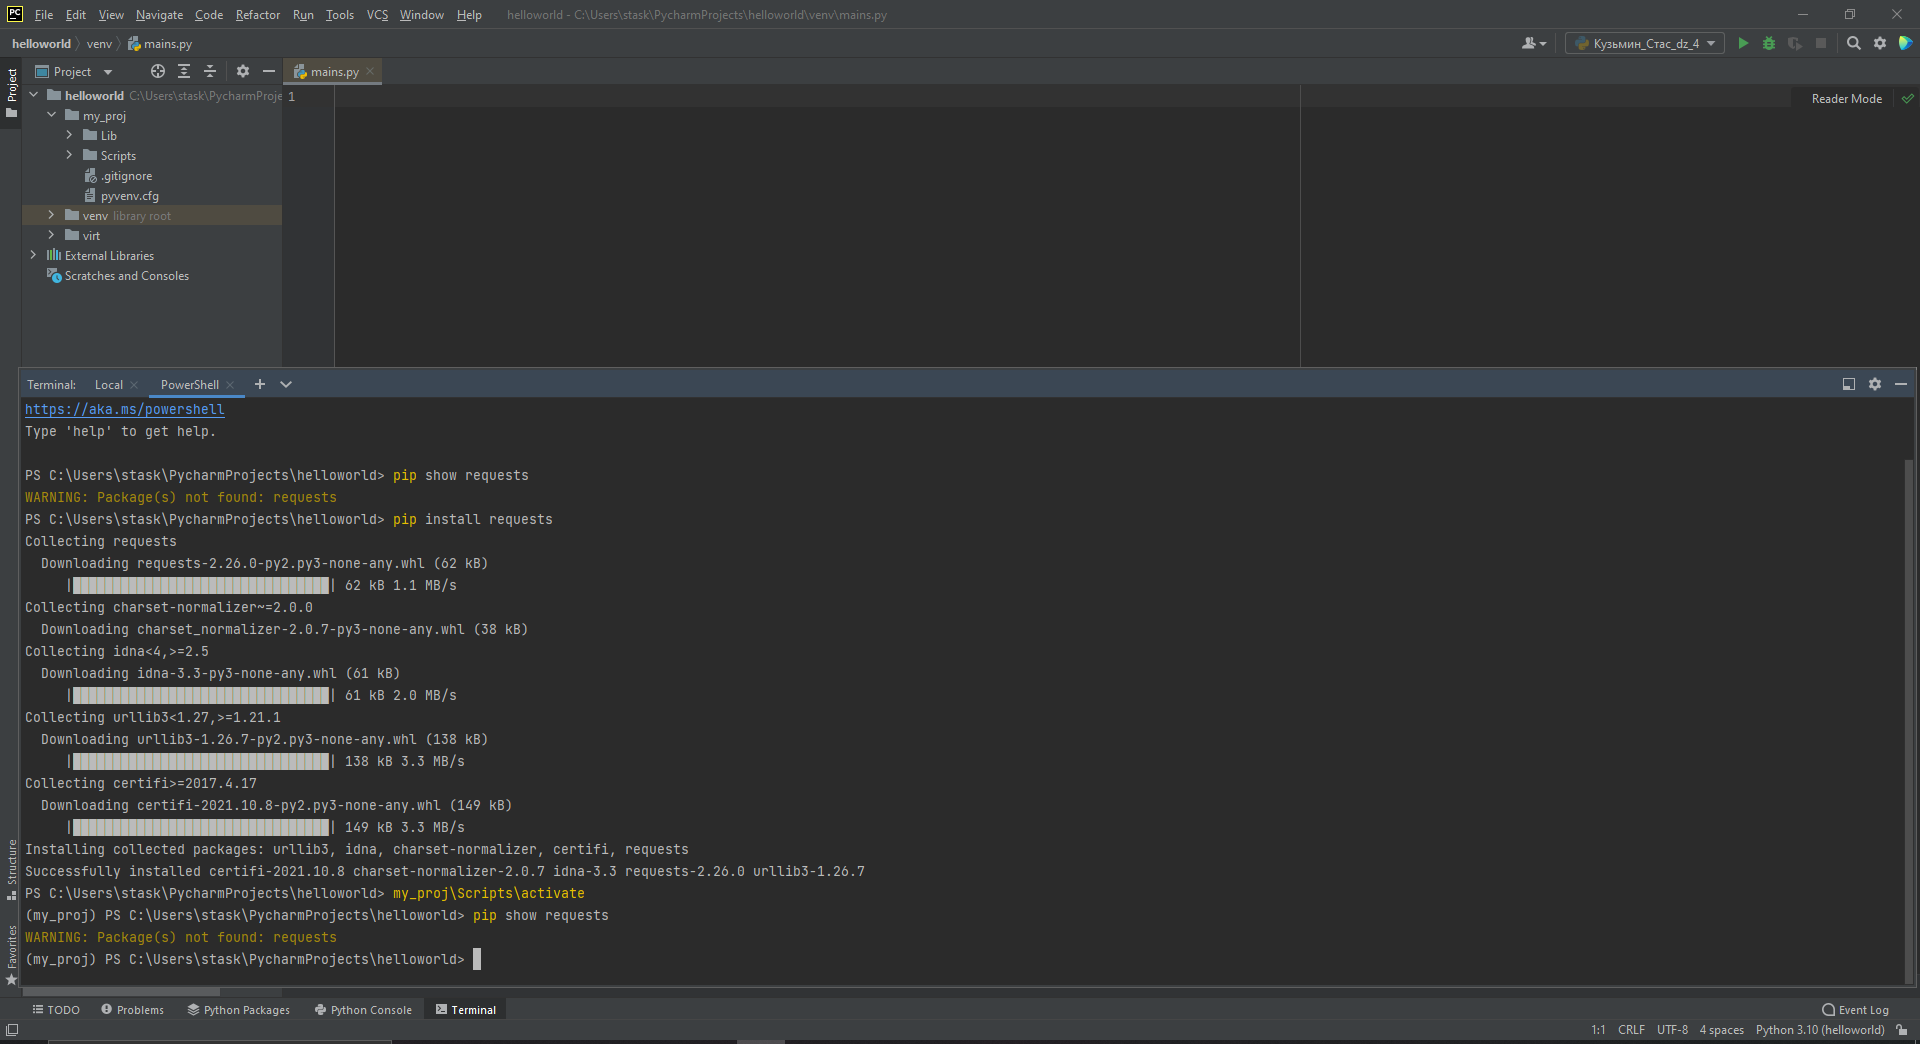 PC File Edit View Navigate Code Refactor Run Tools VCS Window Help helloworld - C:\Users\stask\PycharmProjects\helloworld\venv\mains.py
helloworld venv mains.py Кузьмин_Стас_dz_4
Project Project mains.py
helloworld C:\Users\stask\PycharmProje 1 Reader Mode
my_proj
Lib
Scripts
.gitignore
pyvenv.cfg
venv library root
virt
External Libraries
Scratches and Consoles
Terminal: Local PowerShell
https://aka.ms/powershell
Type 'help' to get help.
PS C:\Users\stask\PycharmProjects\helloworld> pip show requests
WARNING: Package(s) not found: requests
PS C:\Users\stask\PycharmProjects\helloworld> pip install requests
Collecting requests
Downloading requests-2.26.0-py2.py3-none-any.whl (62 kB)
|████████████████████████████████| 62 kB 1.1 MB/s
Collecting charset-normalizer~=2.0.0
Downloading charset_normalizer-2.0.7-py3-none-any.whl (38 kB)
Collecting idna<4,>=2.5
Downloading idna-3.3-py3-none-any.whl (61 kB)
|████████████████████████████████| 61 kB 2.0 MB/s
Collecting urllib3<1.27,>=1.21.1
Downloading urllib3-1.26.7-py2.py3-none-any.whl (138 kB)
|████████████████████████████████| 138 kB 3.3 MB/s
Collecting certifi>=2017.4.17
Downloading certifi-2021.10.8-py2.py3-none-any.whl (149 kB)
|████████████████████████████████| 149 kB 3.3 MB/s
Installing collected packages: urllib3, idna, charset-normalizer, certifi, requests
Successfully installed certifi-2021.10.8 charset-normalizer-2.0.7 idna-3.3 requests-2.26.0 urllib3-1.26.7
PS C:\Users\stask\PycharmProjects\helloworld> my_proj\Scripts\activate
(my_proj) PS C:\Users\stask\PycharmProjects\helloworld> pip show requests
WARNING: Package(s) not found: requests
(my_proj) PS C:\Users\stask\PycharmProjects\helloworld>
Structure
Favorites
TODO Problems Python Packages Python Console Terminal Event Log
1:1 CRLF UTF-8 4 spaces Python 3.10 (helloworld)